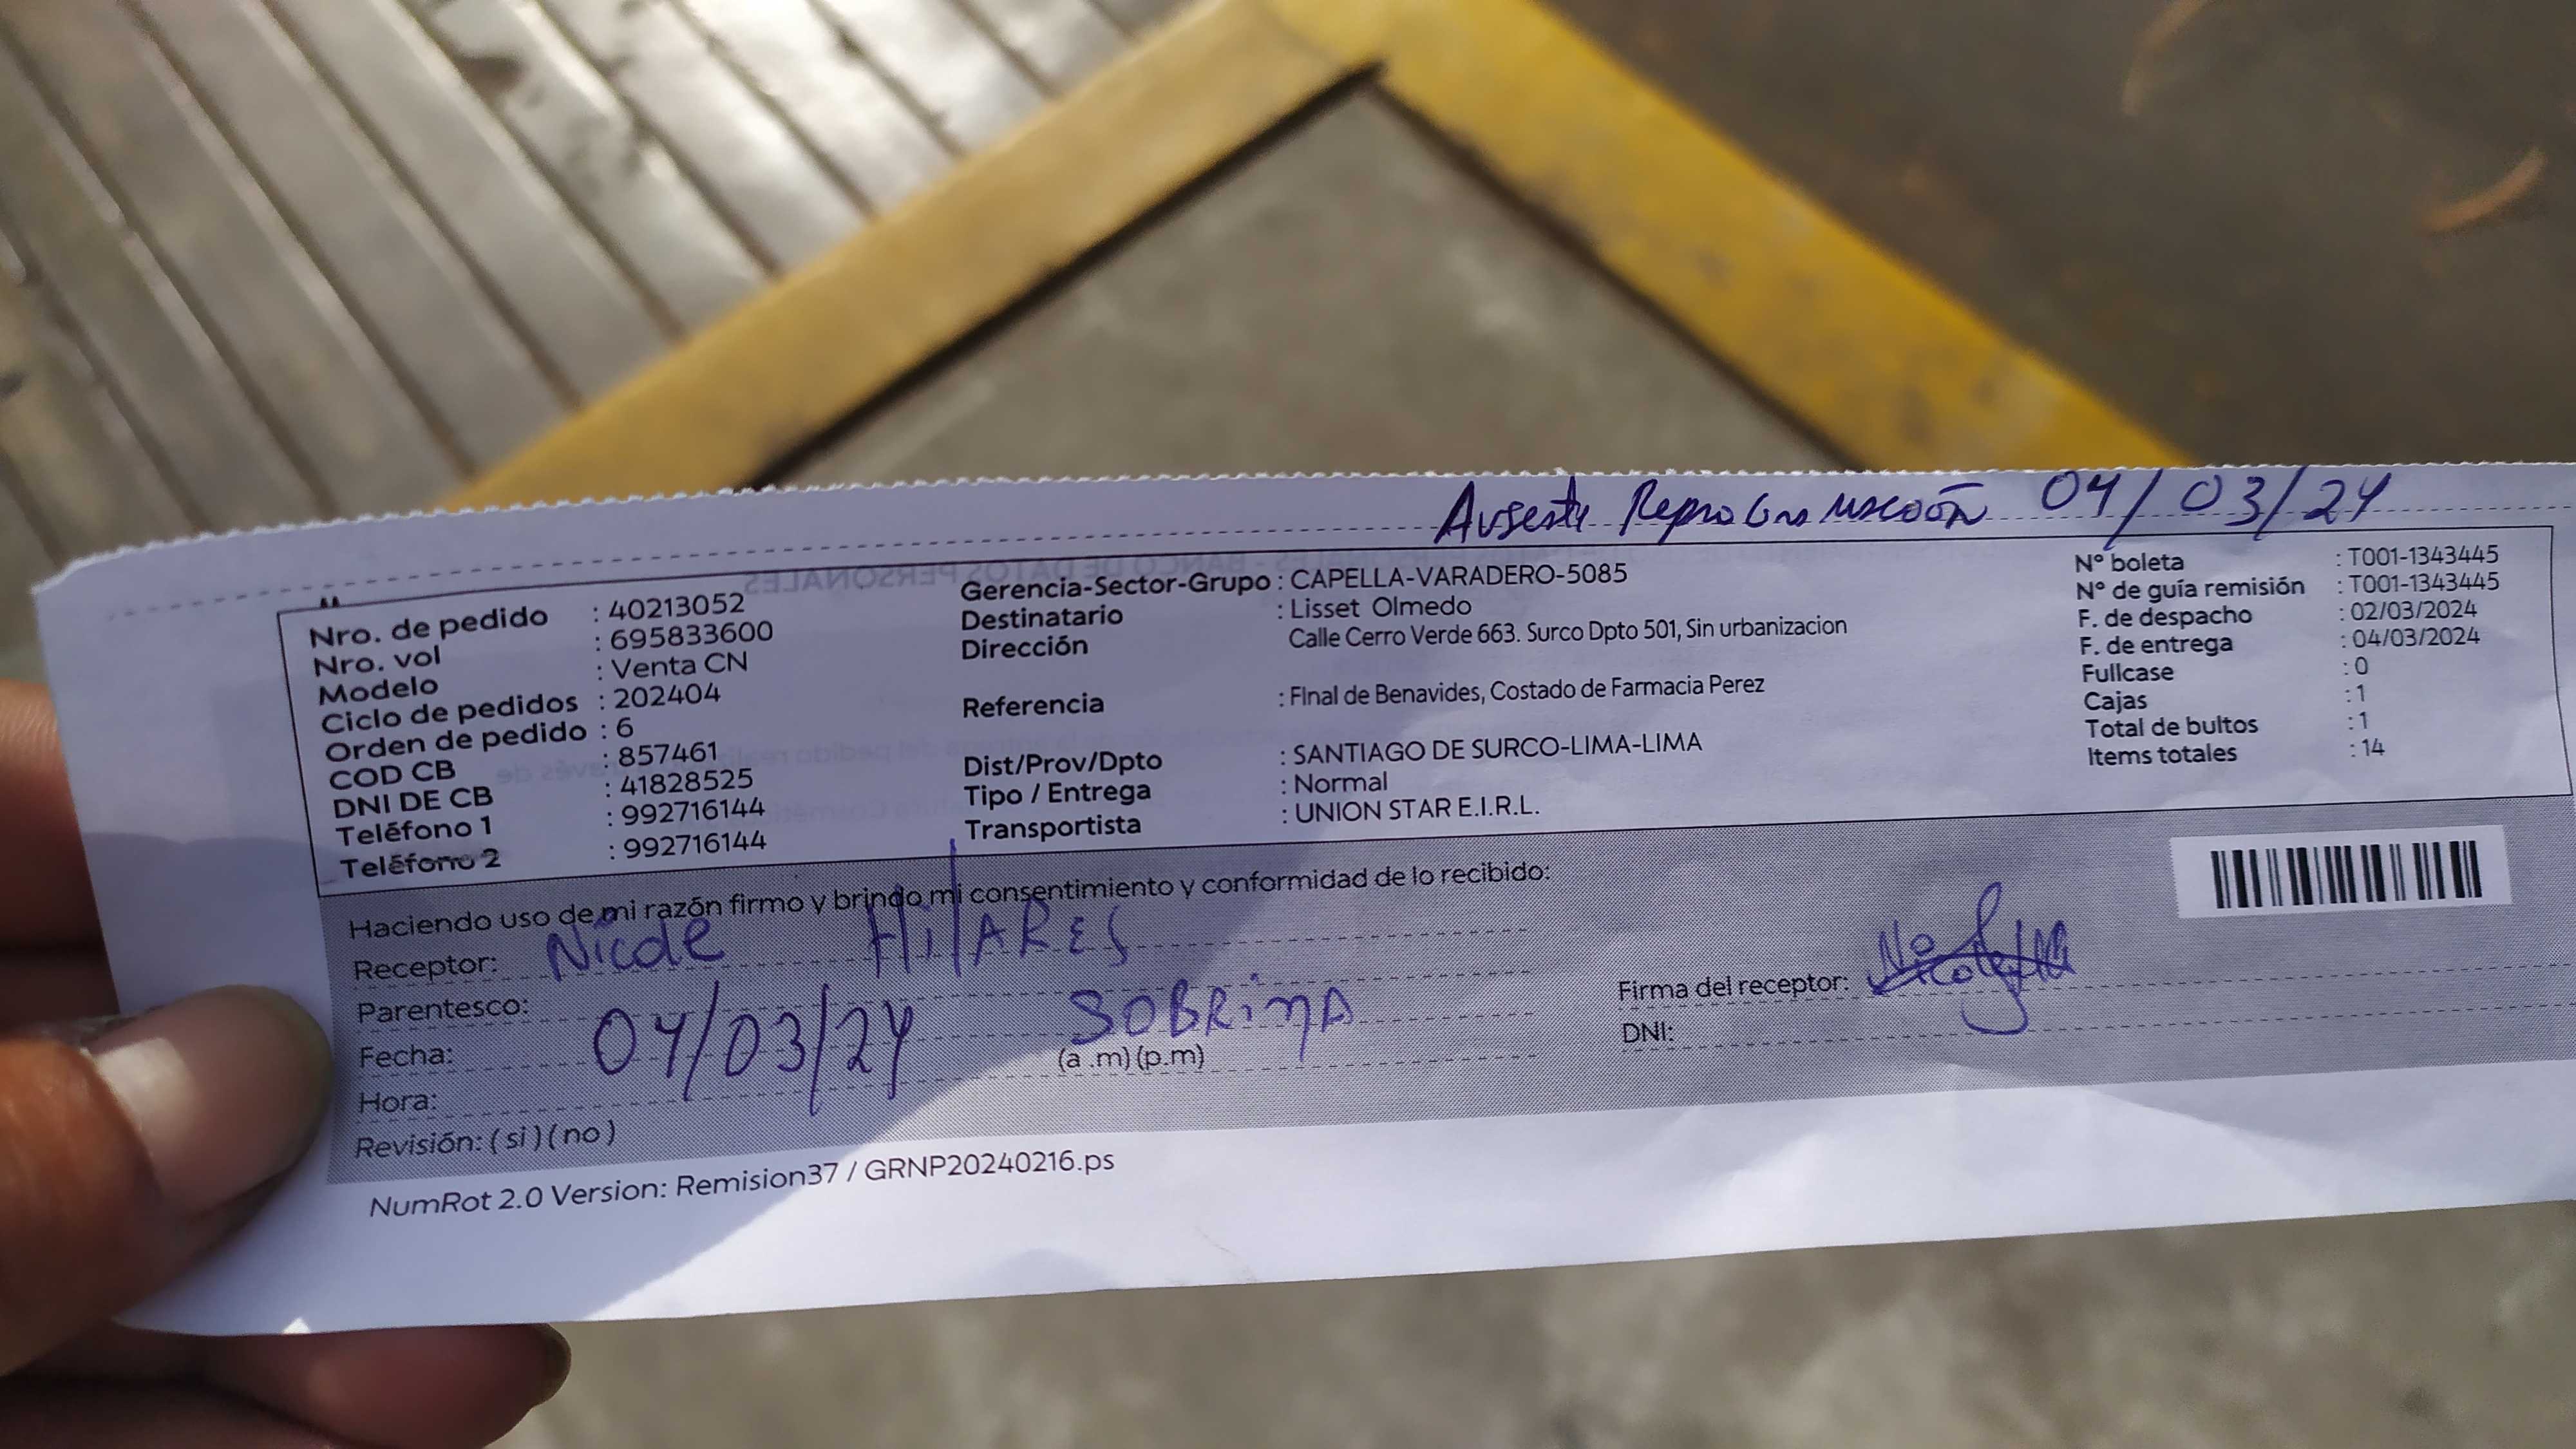 Ausente Reprogramación 04/03/24
Nro. de pedido : 40213052
Nro. vol : 695833600
Modelo : Venta CN
Ciclo de pedidos : 202404
Orden de pedido : 6
COD CB : 857461
DNI DE CB : 41828525
Teléfono 1 : 992716144
Teléfono 2 : 992716144
Gerencia-Sector-Grupo : CAPELLA-VARADERO-5085
Destinatario : Lisset Olmedo
Dirección Calle Cerro Verde 663. Surco Dpto 501, Sin urbanizacion
Referencia : FInal de Benavides, Costado de Farmacia Perez
Dist/Prov/Dpto : SANTIAGO DE SURCO-LIMA-LIMA
Tipo / Entrega : Normal
Transportista : UNION STAR E.I.R.L.
N° boleta : T001-1343445
N° de guía remisión : T001-1343445
F. de despacho : 02/03/2024
F. de entrega : 04/03/2024
Fullcase : 0
Cajas : 1
Total de bultos : 1
Items totales : 14
Haciendo uso de mi razón firmo y brindo mi consentimiento y conformidad de lo recibido:
Receptor: Nicole HilARES
Parentesco: SOBRiNA
Fecha: 04/03/24
Hora: (a .m) (p.m)
Revisión: ( si ) ( no )
Firma del receptor:
DNI:
NumRot 2.0 Version: Remision37 / GRNP20240216.ps